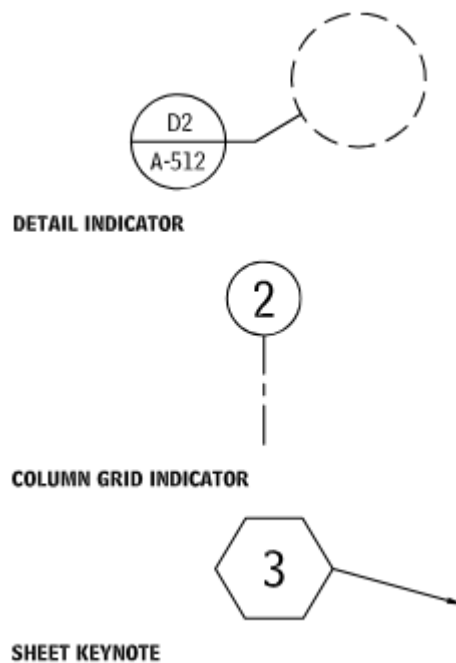 D2
A-512
DETAIL INDICATOR
2
COLUMN GRID INDICATOR
3
SHEET KEYNOTE